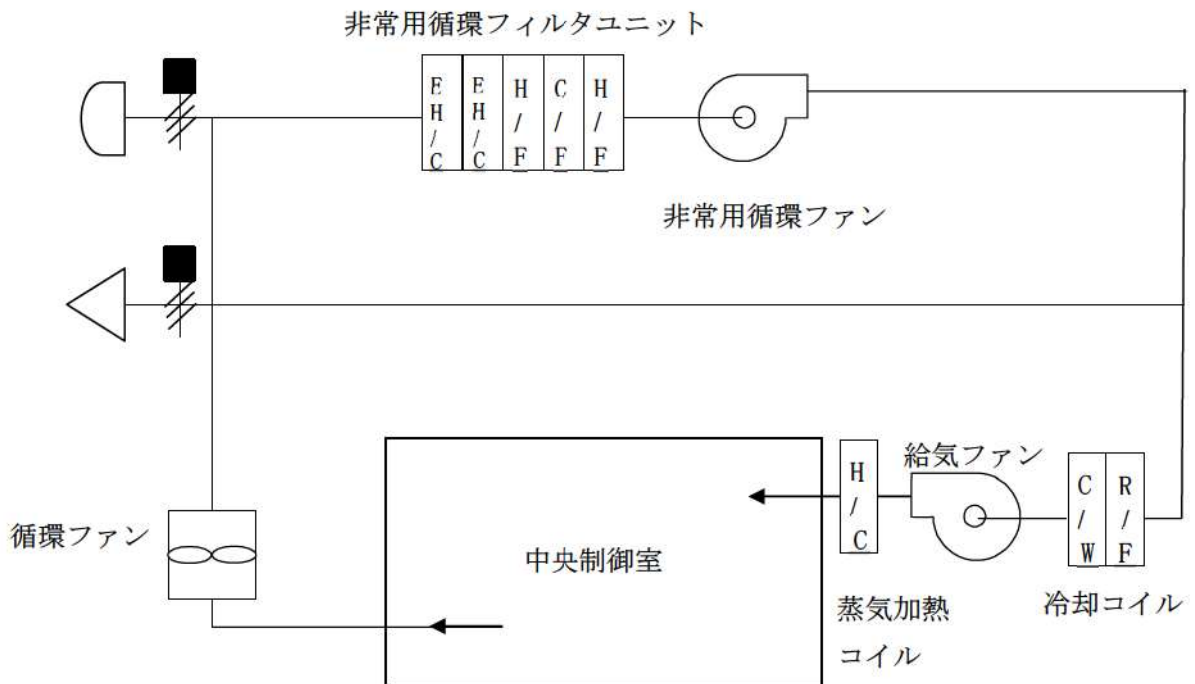 非常用循環フィルタユニット
EH/C
EH/C
H/F
C/F
H/F
非常用循環ファン
H/C
給気ファン
C/W
R/F
循環ファン
中央制御室
蒸気加熱
コイル
冷却コイル